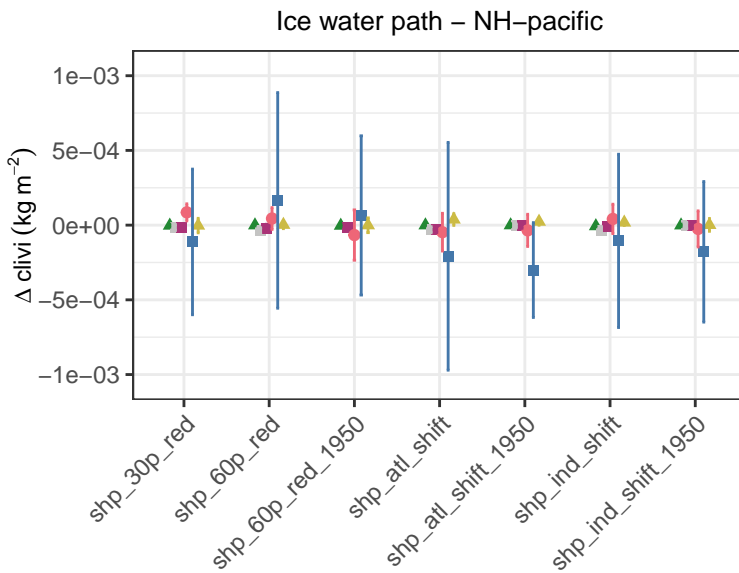 Ice water path − NH−pacific
Δ clivi (kg m−2)
1e−03
5e−04
0e+00
−5e−04
−1e−03
shp_30p_red
shp_60p_red
shp_60p_red_1950
shp_atl_shift
shp_atl_shift_1950
shp_ind_shift
shp_ind_shift_1950